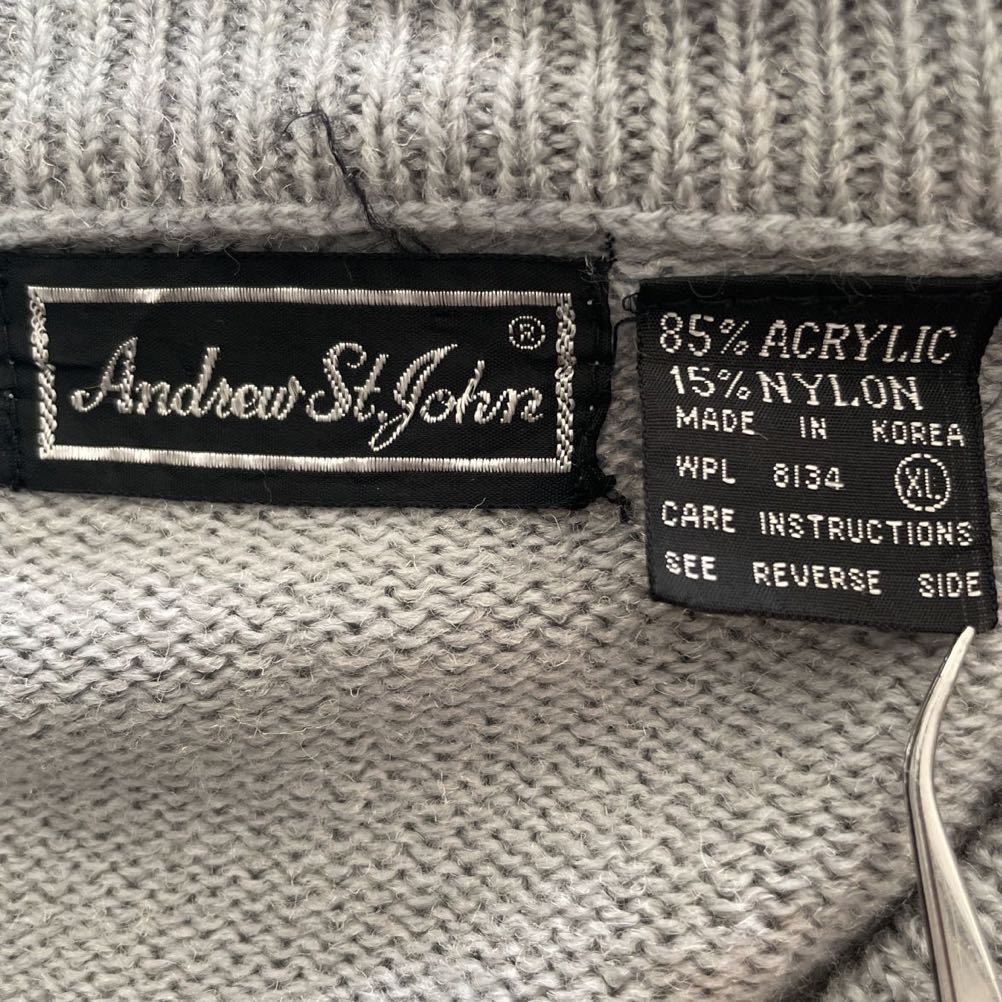 Andrew St. John ®
85% ACRYLIC
15% NYLON
MADE IN KOREA
WPL 8134 XL
CARE INSTRUCTIONS
SEE REVERSE SIDE